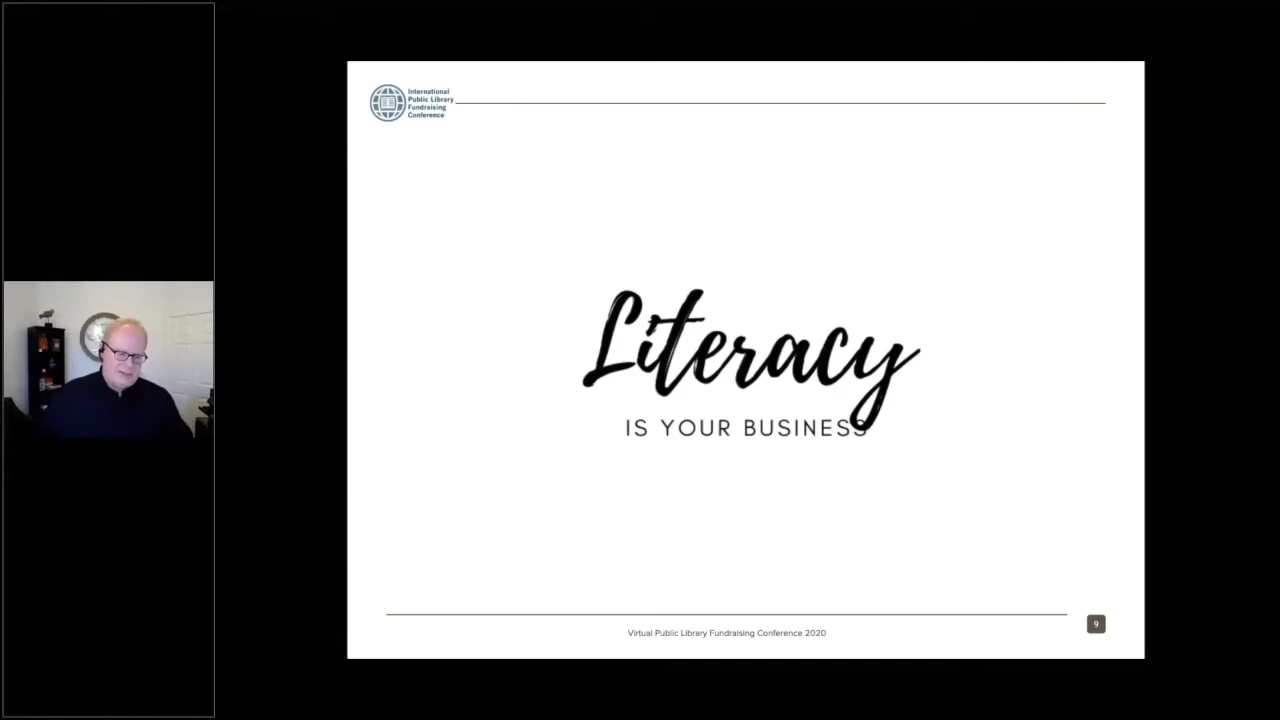 International
Public Library
Fundraising
Conference
Literacy
IS YOUR BUSINESS
Virtual Public Library Fundraising Conference 2020
9